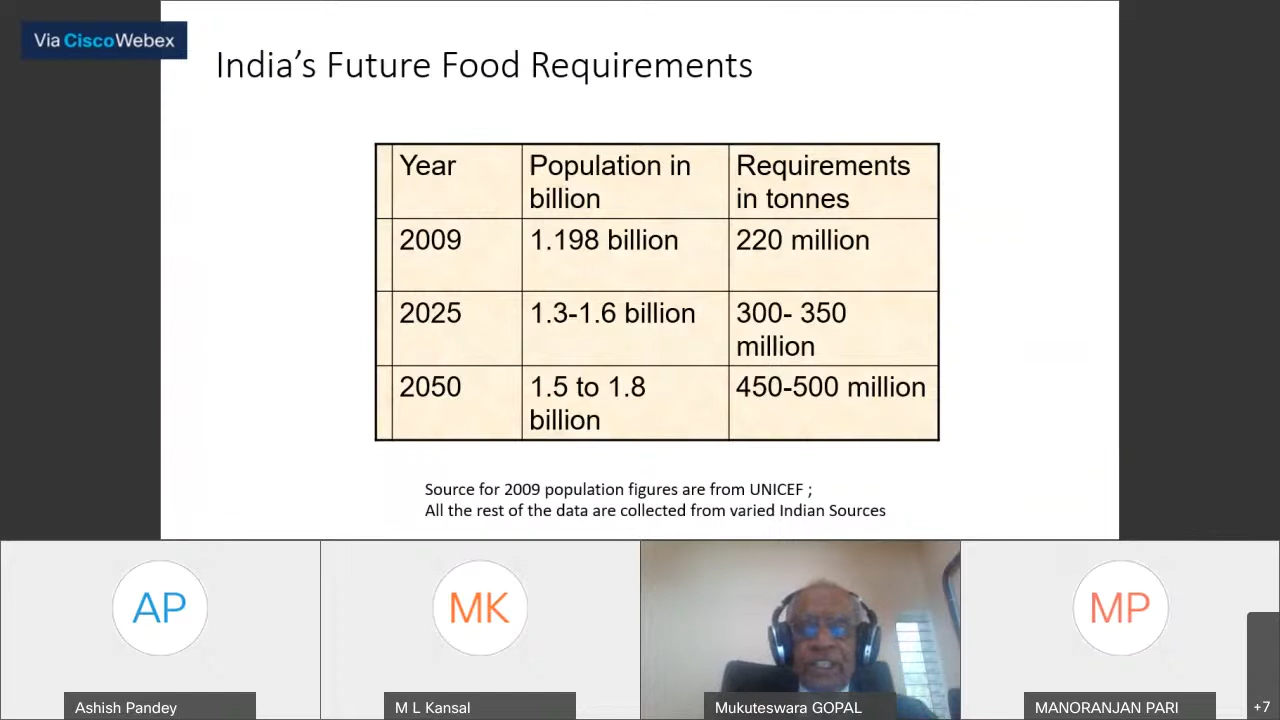 Via CiscoWebex
India's Future Food Requirements
Year Population in billion Requirements in tonnes
2009 1.198 billion 220 million
2025 1.3-1.6 billion 300- 350 million
2050 1.5 to 1.8 billion 450-500 million
Source for 2009 population figures are from UNICEF ;
All the rest of the data are collected from varied Indian Sources
AP MK MP
Ashish Pandey M L Kansal Mukuteswara GOPAL MANORANJAN PARI +7